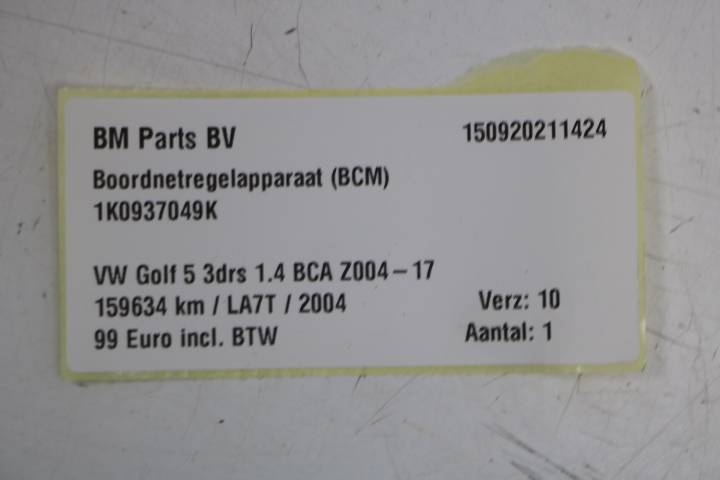 BM Parts BV 150920211424
Boordnetregelapparaat (BCM)
1K0937049K
VW Golf 5 3drs 1.4 BCA Z004-17
159634 km / LA7T / 2004 Verz: 10
99 Euro incl. BTW Aantal: 1